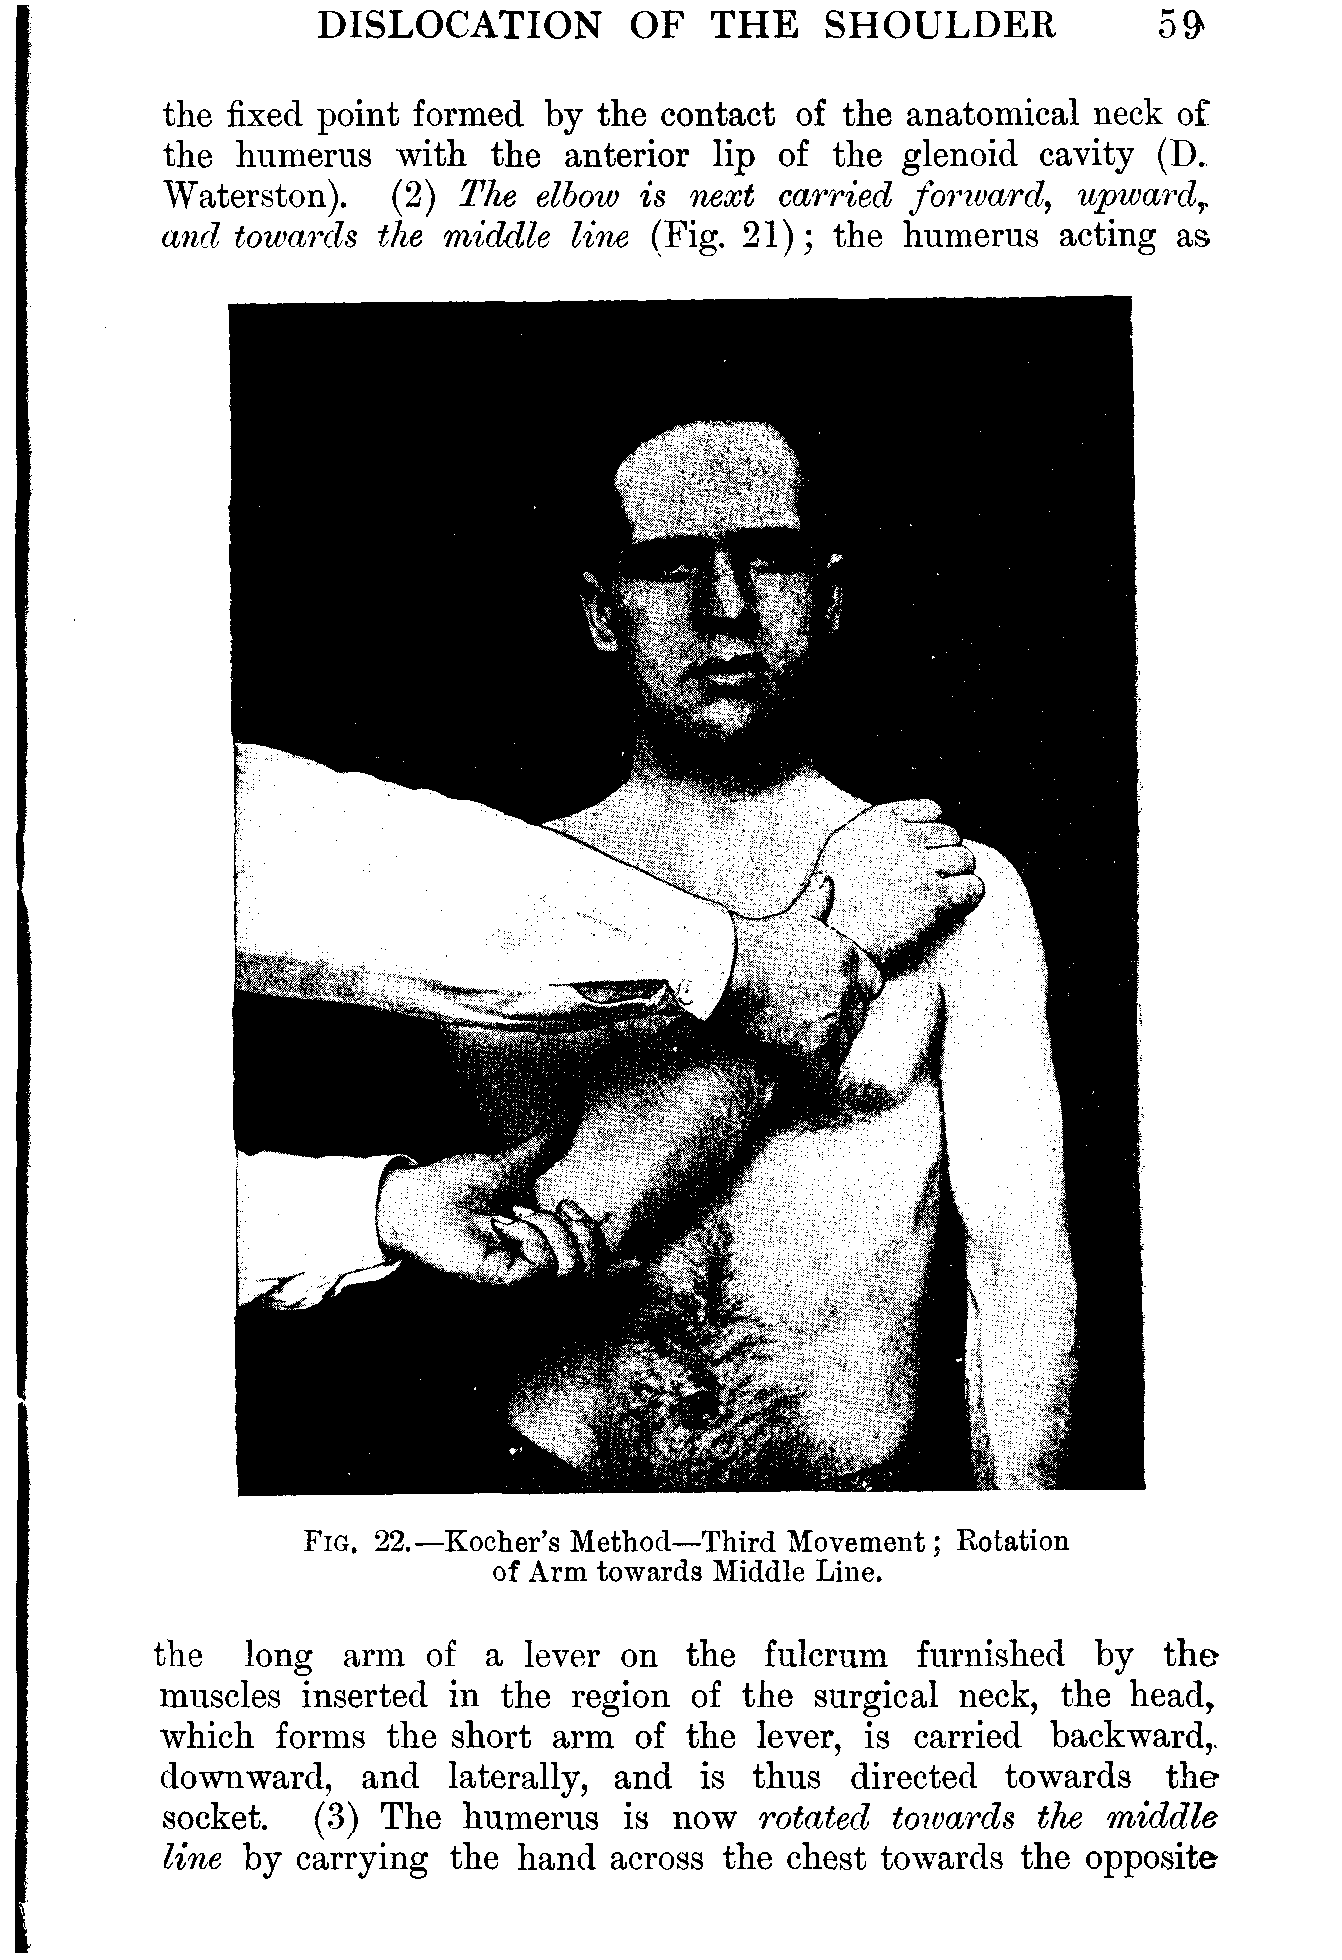 DISLOCATION OF THE SHOULDER 59
the fixed point formed by the contact of the anatomical neck of
the humerus with the anterior lip of the glenoid cavity (D.
Waterston). (2) The elbow is next carried forward, upward,
and towards the middle line (Fig. 21); the humerus acting as
FIG. 22.—Kocher's Method—Third Movement; Rotation
of Arm towards Middle Line.
the long arm of a lever on the fulcrum furnished by the
muscles inserted in the region of the surgical neck, the head,
which forms the short arm of the lever, is carried backward,
downward, and laterally, and is thus directed towards the
socket. (3) The humerus is now rotated towards the middle
line by carrying the hand across the chest towards the opposite